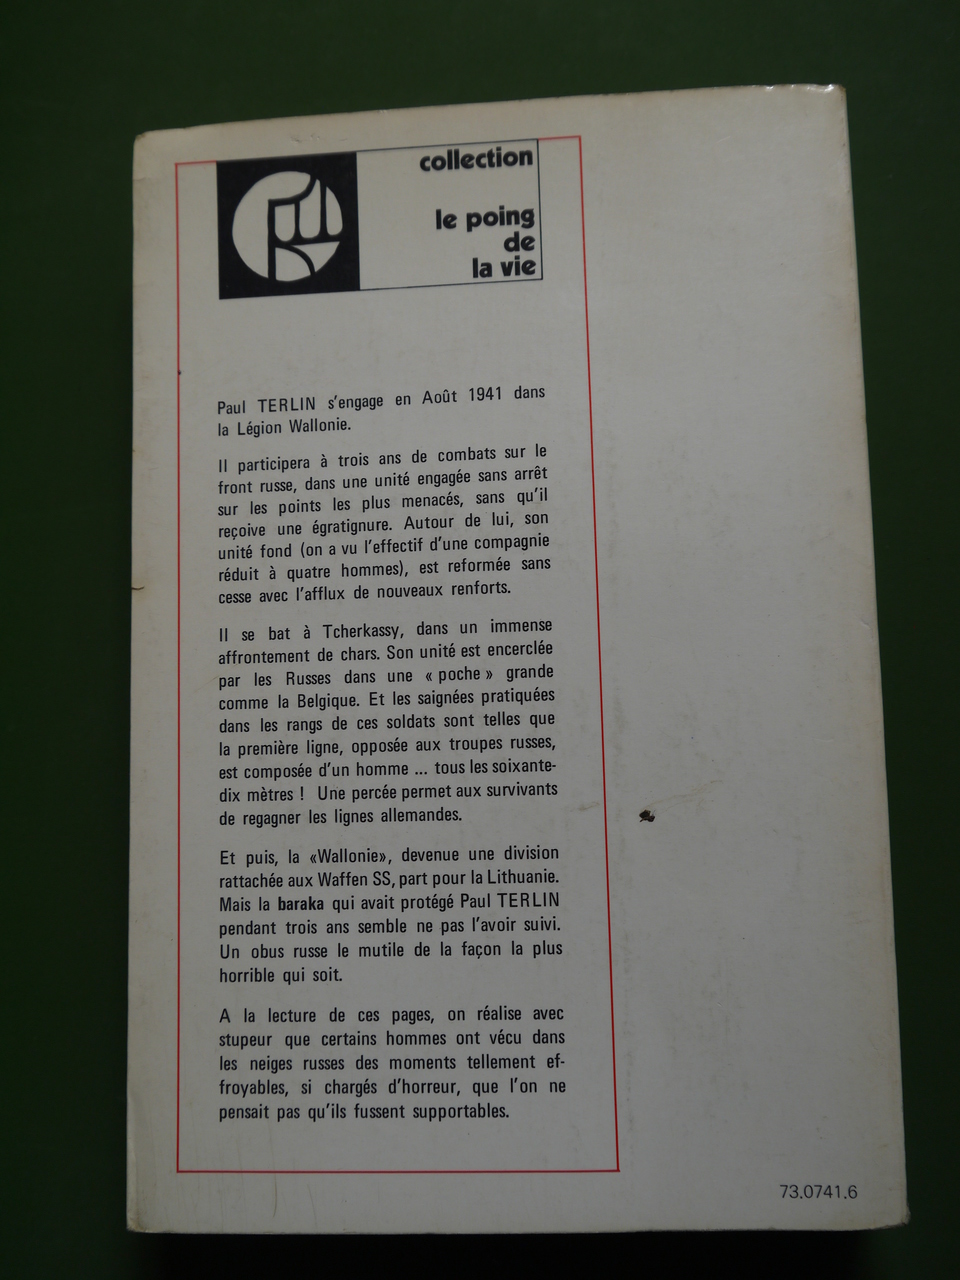 collection
le poing
de
la vie
Paul TERLIN s'engage en Août 1941 dans
la Légion Wallonie.
Il participera à trois ans de combats sur le
front russe, dans une unité engagée sans arrêt
sur les points les plus menacés, sans qu'il
reçoive une égratignure. Autour de lui, son
unité fond (on a vu l'effectif d'une compagnie
réduit à quatre hommes), est reformée sans
cesse avec l'afflux de nouveaux renforts.
Il se bat à Tcherkassy, dans un immense
affrontement de chars. Son unité est encerclée
par les Russes dans une « poche » grande
comme la Belgique. Et les saignées pratiquées
dans les rangs de ces soldats sont telles que
la première ligne, opposée aux troupes russes,
est composée d'un homme ... tous les soixante-
dix mètres ! Une percée permet aux survivants
de regagner les lignes allemandes.
Et puis, la «Wallonie», devenue une division
rattachée aux Waffen SS, part pour la Lithuanie.
Mais la baraka qui avait protégé Paul TERLIN
pendant trois ans semble ne pas l'avoir suivi.
Un obus russe le mutile de la façon la plus
horrible qui soit.
A la lecture de ces pages, on réalise avec
stupeur que certains hommes ont vécu dans
les neiges russes des moments tellement ef-
froyables, si chargés d'horreur, que l'on ne
pensait pas qu'ils fussent supportables.
73.0741.6